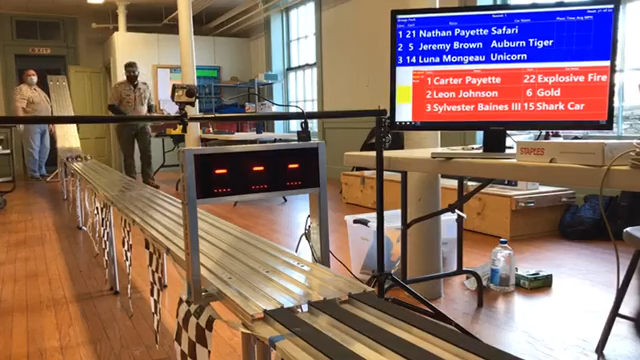 EXIT
1 21 Nathan Payette Safari
2 5 Jeremy Brown Auburn Tiger
3 14 Luna Mongeau Unicorn
1 Carter Payette 22 Explosive Fire
2 Leon Johnson 6 Gold
3 Sylvester Baines III 15 Shark Car
STAPLES